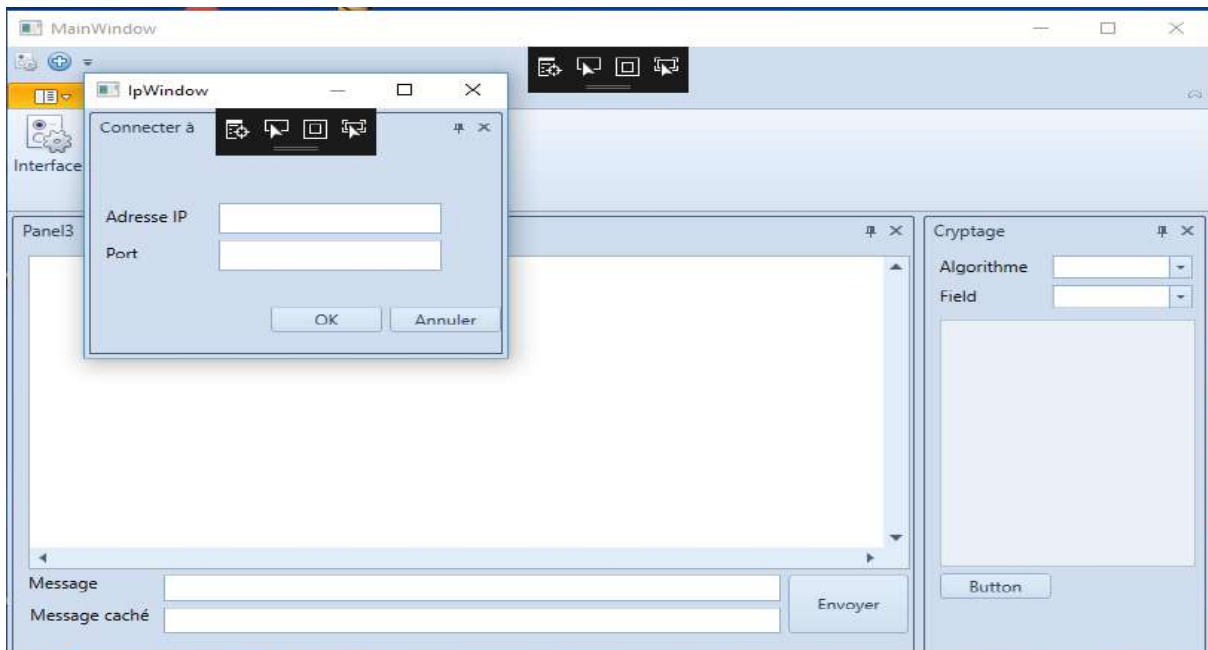 MainWindow
IpWindow
Connecter à
Interface
Adresse IP
Port
OK Annuler
Panel3
Cryptage
Algorithme
Field
Message
Message caché
Envoyer
Button